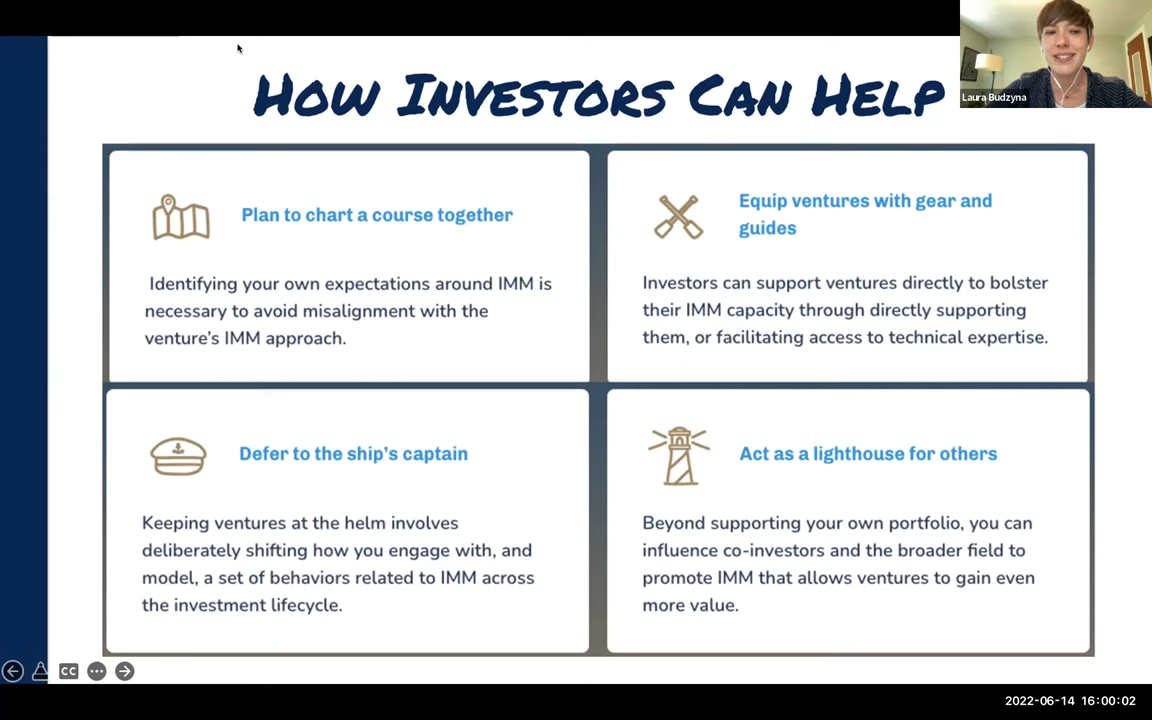 How Investors Can Help
Laura Budzyna
Plan to chart a course together
Identifying your own expectations around IMM is
necessary to avoid misalignment with the
venture's IMM approach.
Equip ventures with gear and
guides
Investors can support ventures directly to bolster
their IMM capacity through directly supporting
them, or facilitating access to technical expertise.
Defer to the ship's captain
Keeping ventures at the helm involves
deliberately shifting how you engage with, and
model, a set of behaviors related to IMM across
the investment lifecycle.
Act as a lighthouse for others
Beyond supporting your own portfolio, you can
influence co-investors and the broader field to
promote IMM that allows ventures to gain even
more value.
CC
2022-06-14 16:00:02